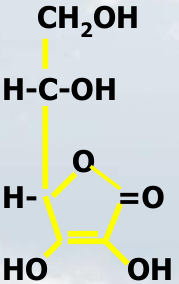 CH₂OH
H-C-OH
O
H- =O
HO OH